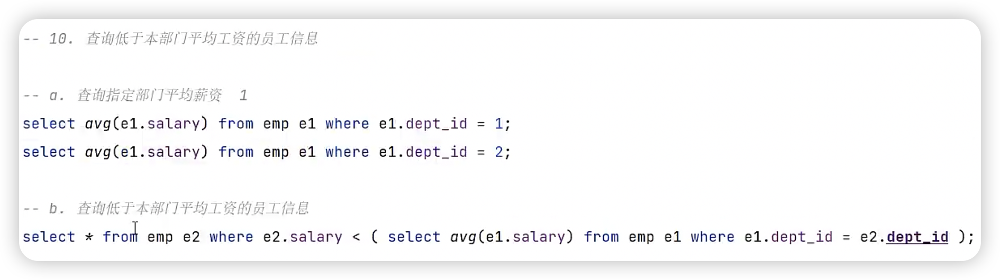 -- 10. 查询低于本部门平均工资的员工信息
-- a. 查询指定部门平均薪资  1
select avg(e1.salary) from emp e1 where e1.dept_id = 1;
select avg(e1.salary) from emp e1 where e1.dept_id = 2;
-- b. 查询低于本部门平均工资的员工信息
select * from emp e2 where e2.salary < ( select avg(e1.salary) from emp e1 where e1.dept_id = e2.dept_id );